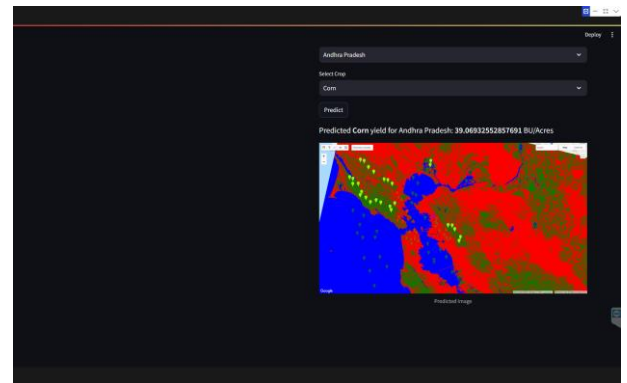 Deploy
Andhra Pradesh
Select Crop
Corn
Predict
Predicted Corn yield for Andhra Pradesh: 39.06932552857691 BU/Acres
Google
Predicted Image